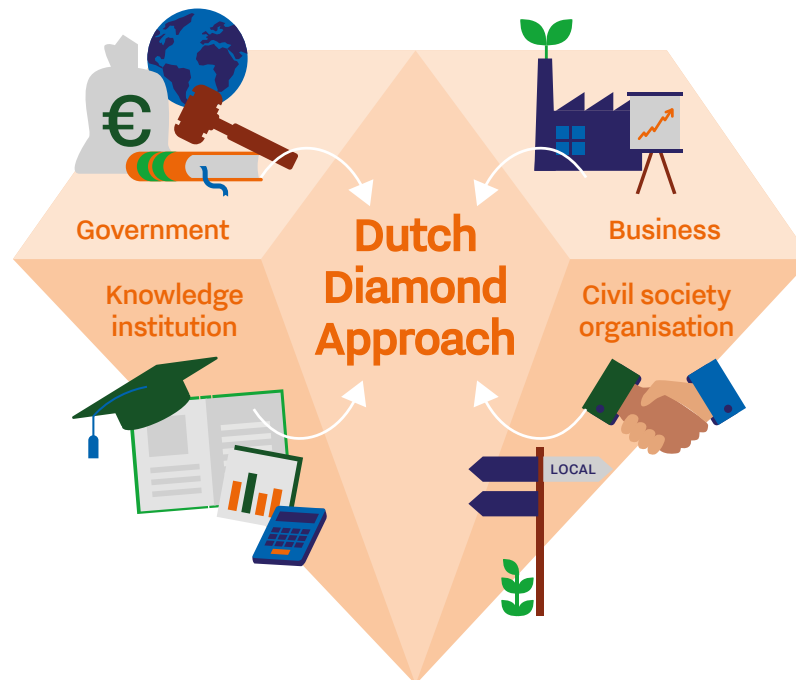 €
Government
Business
Dutch
Diamond
Approach
Knowledge
institution
Civil society
organisation
LOCAL